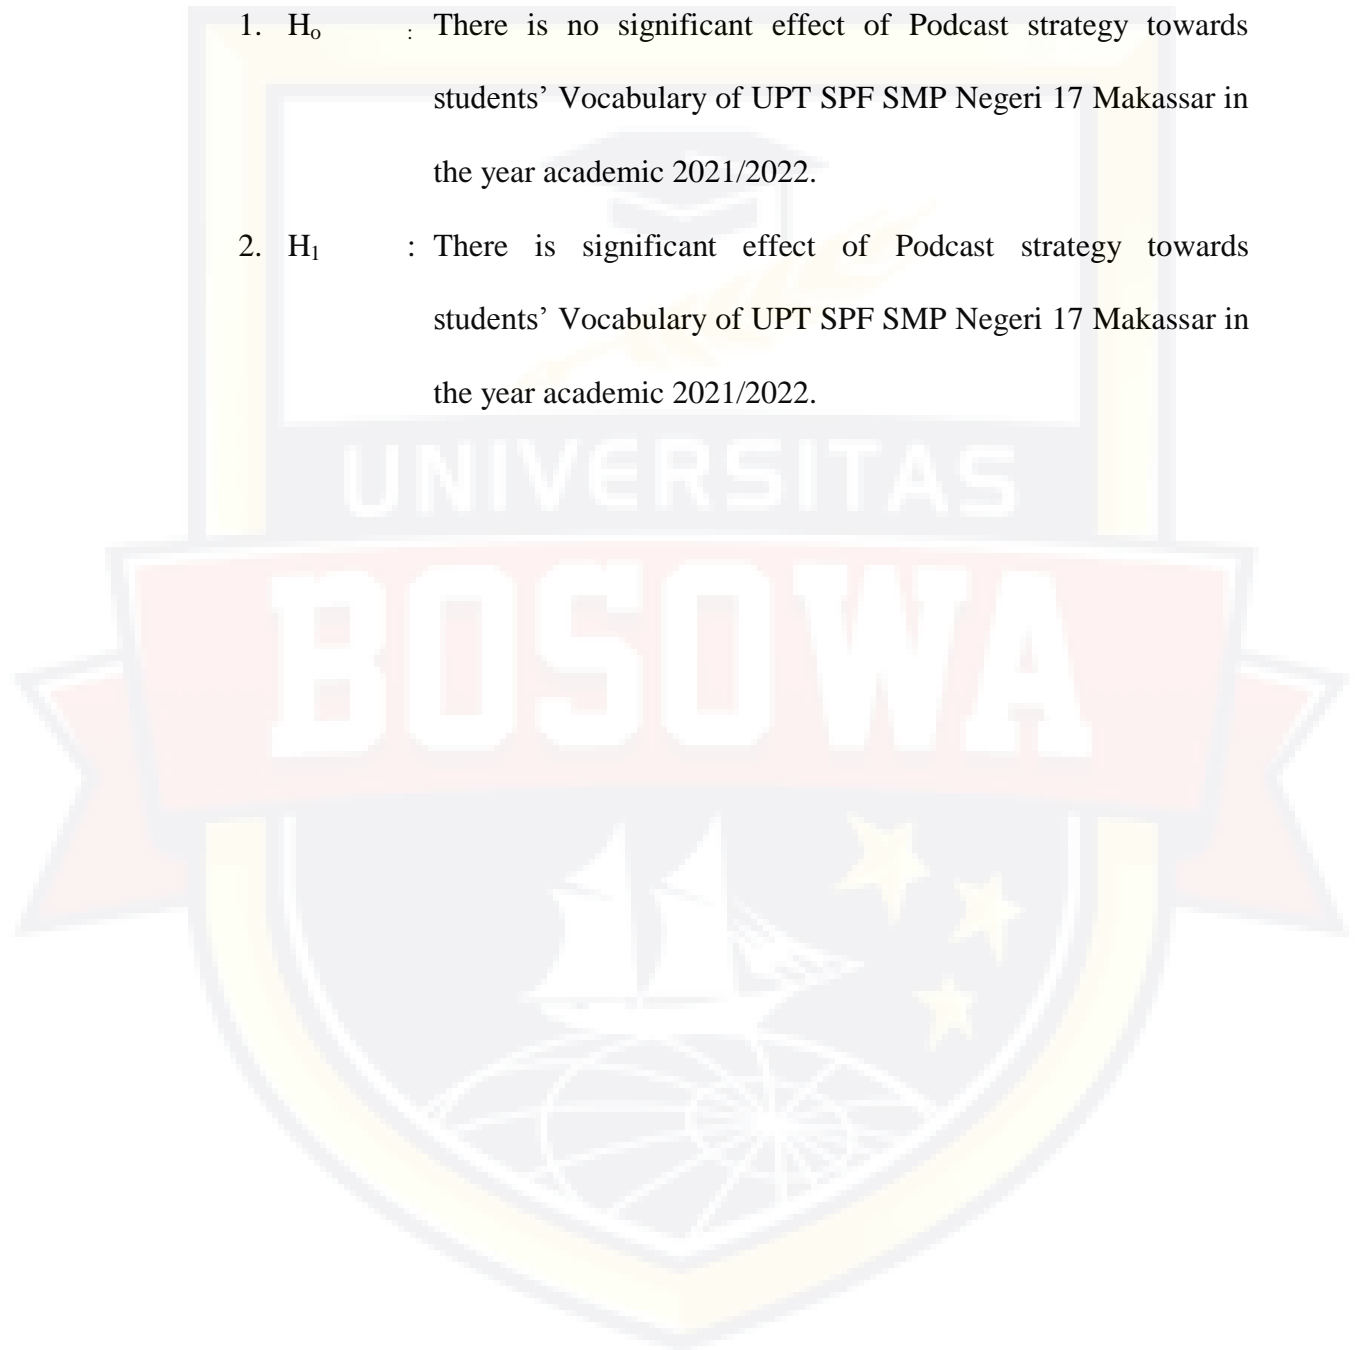 1. Hₒ : There is no significant effect of Podcast strategy towards
students’ Vocabulary of UPT SPF SMP Negeri 17 Makassar in
the year academic 2021/2022.
2. H₁ : There is significant effect of Podcast strategy towards
students’ Vocabulary of UPT SPF SMP Negeri 17 Makassar in
the year academic 2021/2022.
UNIVERSITAS
BOSOWA